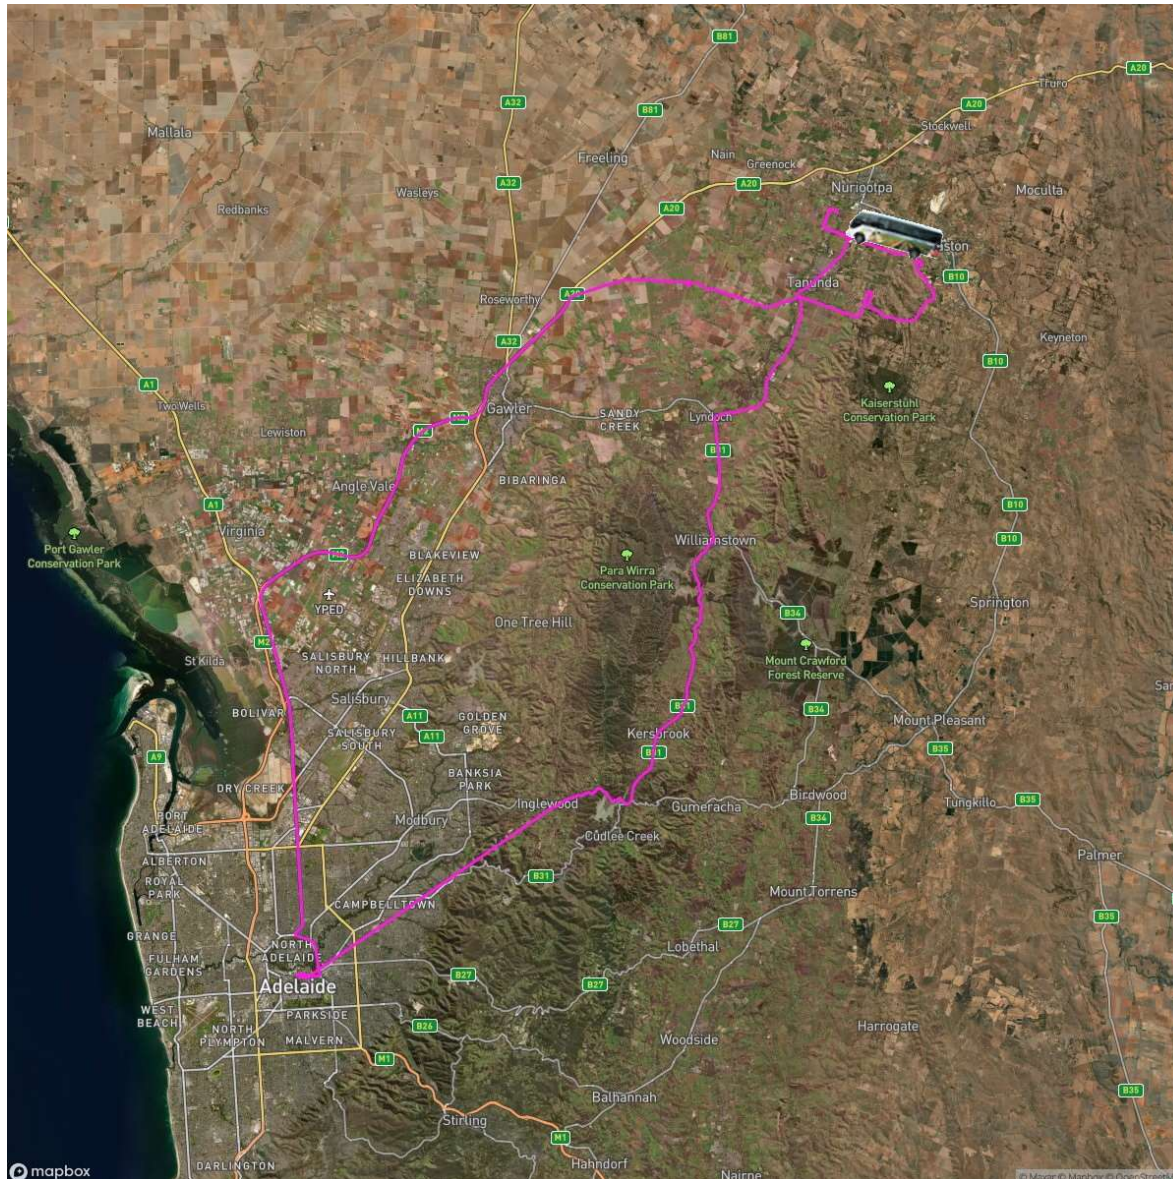 B81
A20
Truro
A32
A20
B81
Stockwell
Mallala
Nain
Freeling
Greenock
A32
A20
Nuriootpa
Moculta
Wasleys
Redbanks
A20
aston
B10
Tanunda
A20
Roseworthy
A32
Keyneton
B10
A1
Kaiserstuhl
Conservation Park
Two Wells
Gawler
SANDY
CREEK
Lyndoch
Lewiston
M2
B31
BIBARINGA
Angle Vale
A1
B10
Virginia
B10
Port Gawler
Conservation Park
Williamstown
BLAKEVIEW
Para Wirra
Conservation Park
ELIZABETH
DOWNS
YPED
Springton
B34
One Tree Hill
M2
St Kilda
SALISBURY
NORTH
HILLBANK
Mount Crawford
Forest Reserve
San
Salisbury
B31
B34
BOLIVAR
A11
GOLDEN
GROVE
Mount Pleasant
SALISBURY
SOUTH
A11
Kersbrook
B35
A9
B31
BANKSIA
PARK
DRY CREEK
Birdwood
Inglewood
Gumeracha
Tungkillo
B35
PORT
ADELAIDE
Modbury
B34
Cudlee Creek
ALBERTON
Palmer
ROYAL
PARK
B31
Mount Torrens
CAMPBELLTOWN
B35
B27
GRANGE
NORTH
ADELAIDE
Lobethal
FULHAM
GARDENS
B27
B27
Adelaide
WEST
BEACH
PARKSIDE
B26
Harrogate
NORTH
PLYMPTON
MALVERN
Woodside
M1
B35
Balhannah
Stirling
M1
DARLINGTON
Hahndorf
Nairne
mapbox
© Maxar © Mapbox © OpenStreet